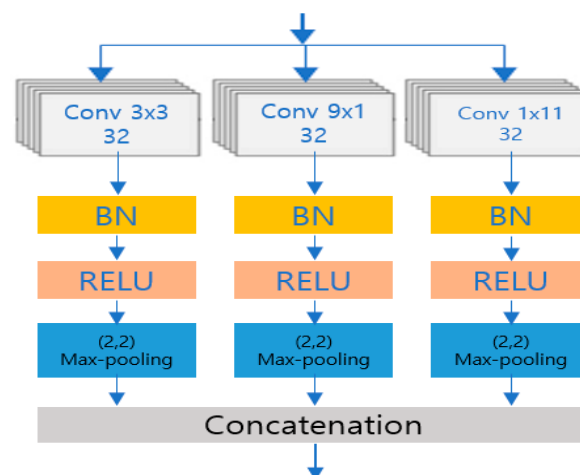 Conv 3x3
32
Conv 9x1
32
Conv 1x11
32
BN
BN
BN
RELU
RELU
RELU
(2,2)
Max-pooling
(2,2)
Max-pooling
(2,2)
Max-pooling
Concatenation